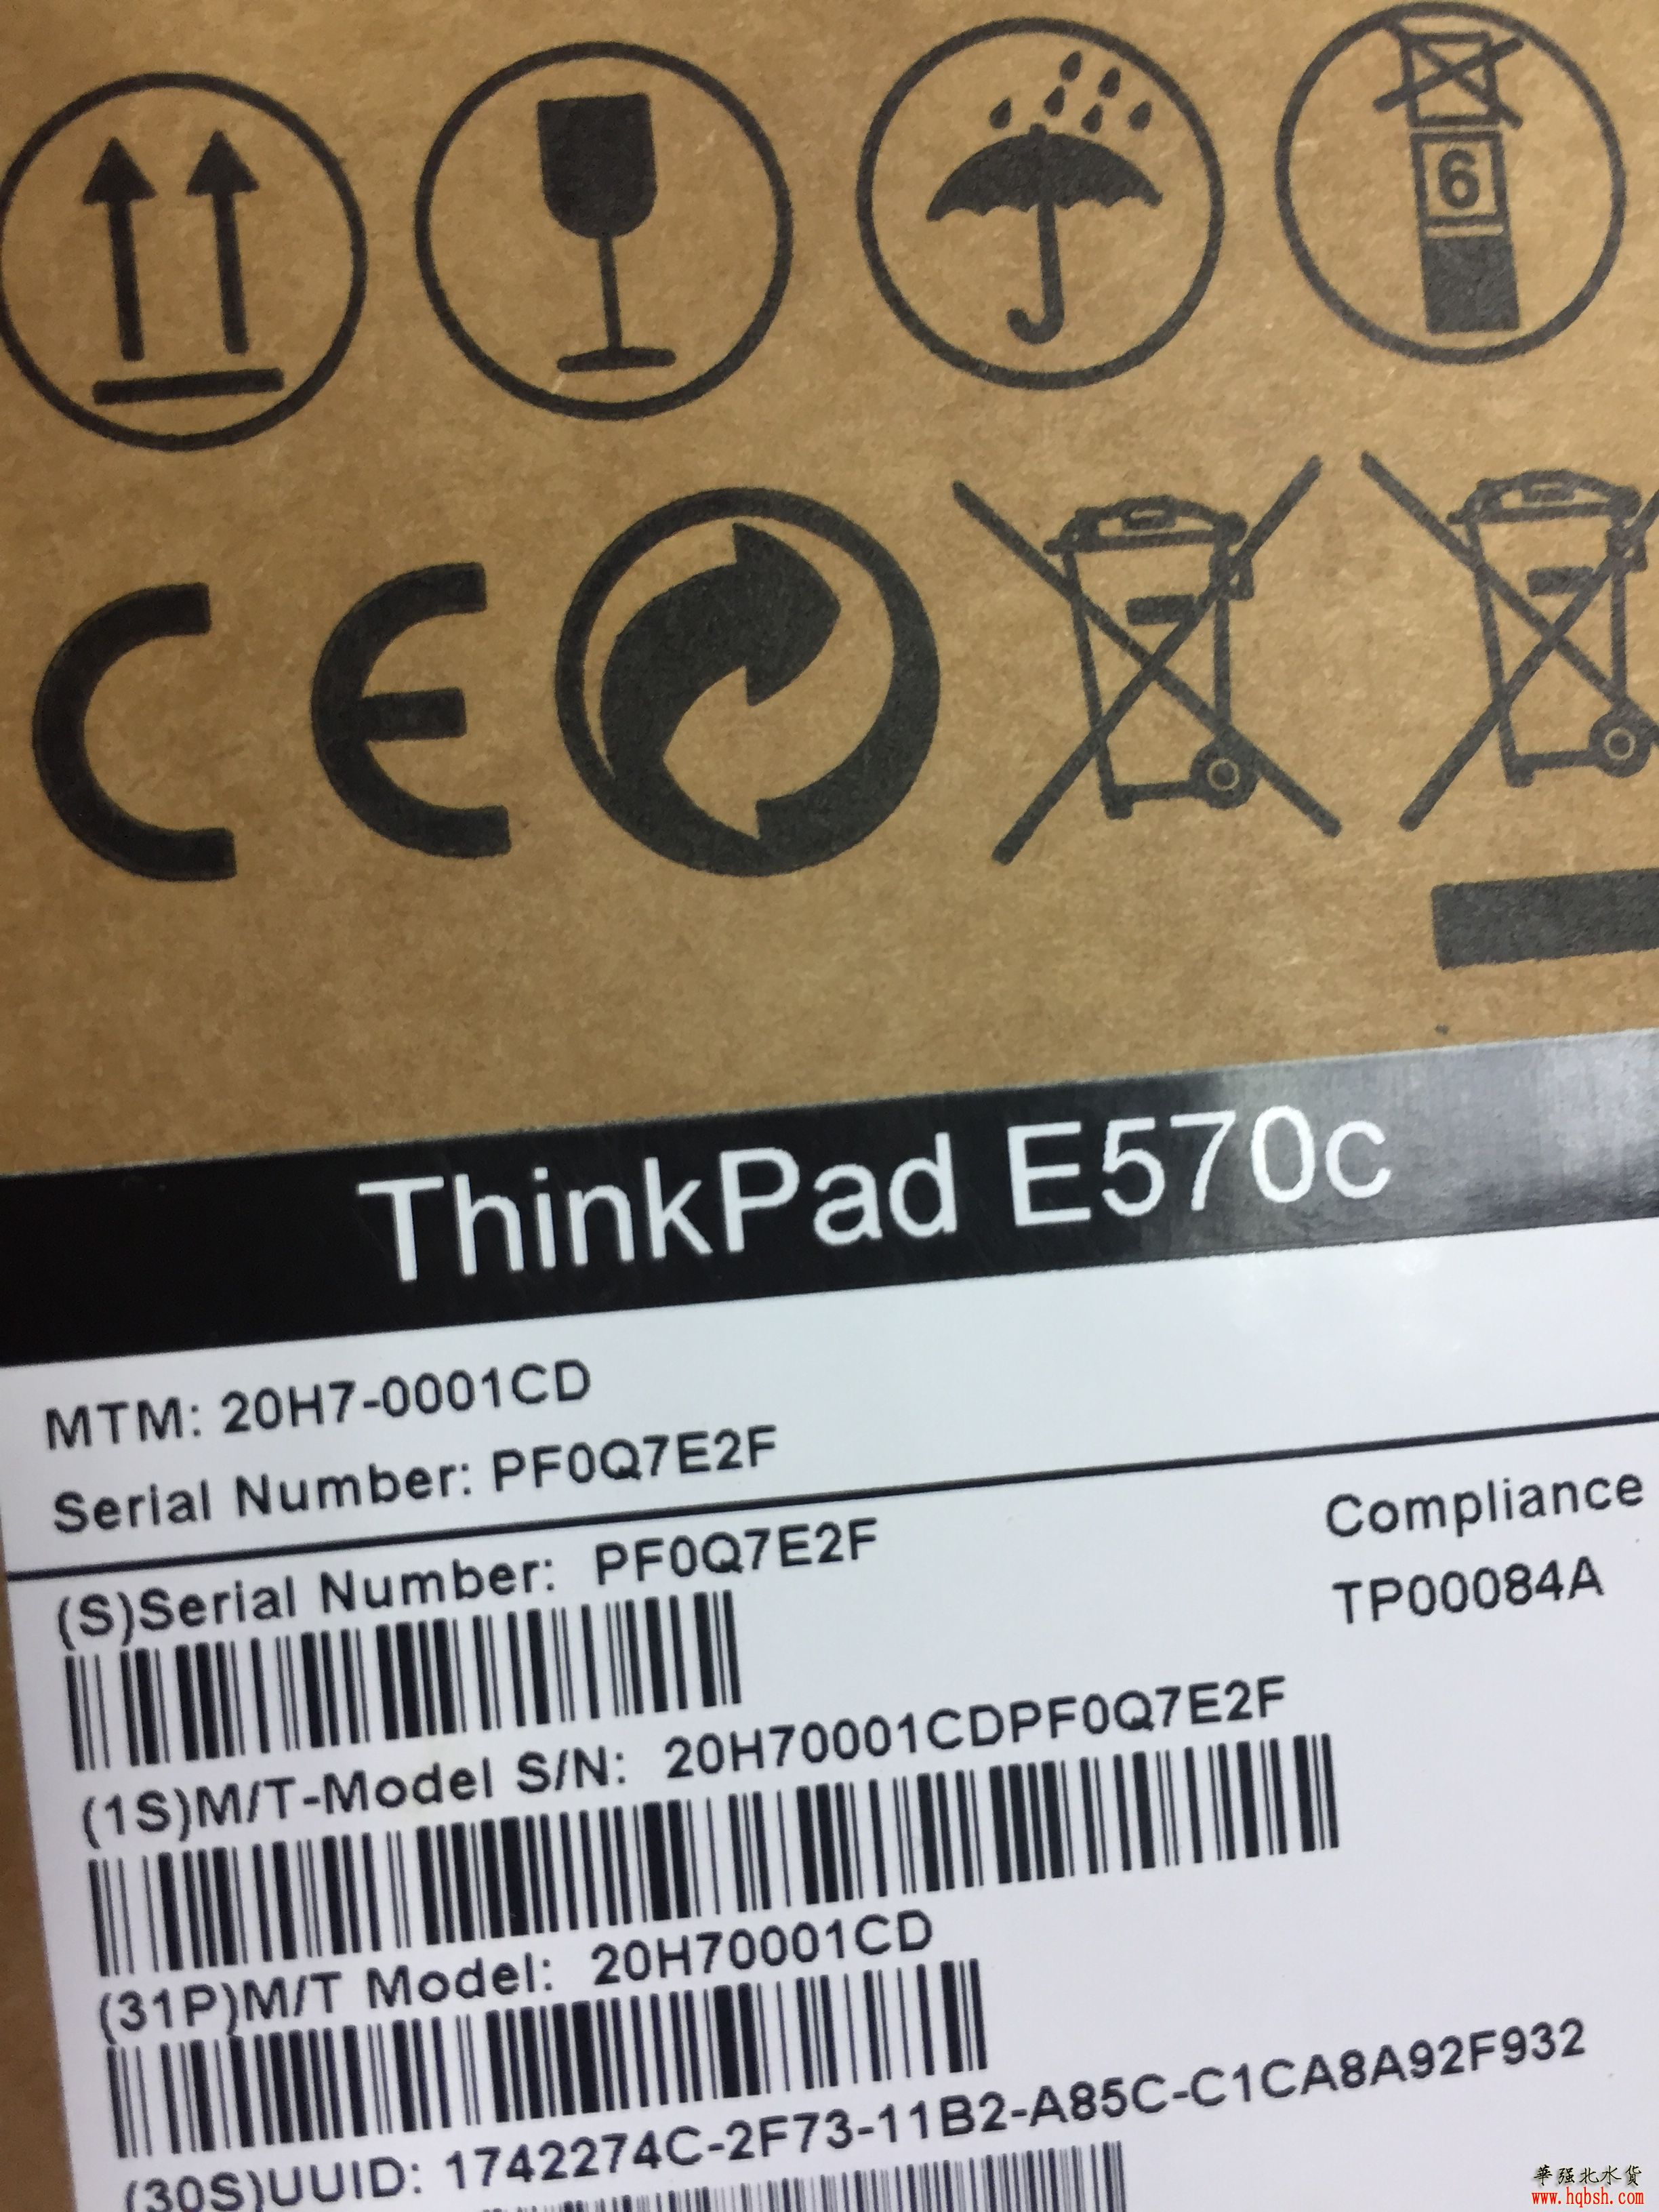 6
CE
ThinkPad E570c
MTM: 20H7-0001CD
Serial Number: PF0Q7E2F
(S)Serial Number: PF0Q7E2F
Compliance
TP00084A
(1S)M/T-Model S/N: 20H70001CDPF0Q7E2F
(31P)M/T Model: 20H70001CD
(30S)UUID: 1742274C-2F73-11B2-A85C-C1CA8A92F932
華强北水貨
www.hqbsh.com